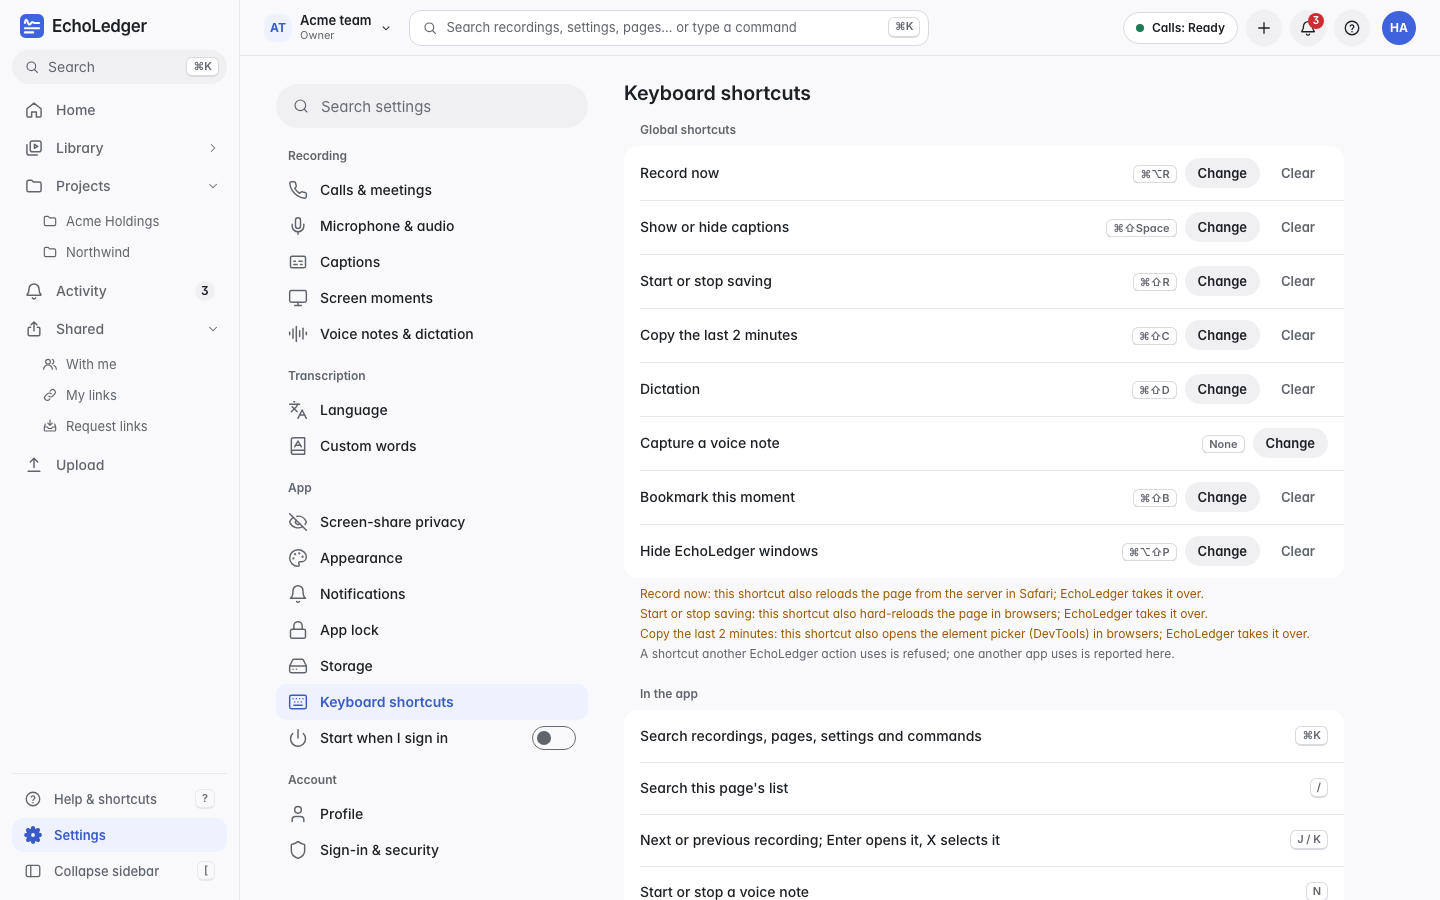 EchoLedger
Search ⌘K
Home
Library
Projects
Acme Holdings
Northwind
Activity 3
Shared
With me
My links
Request links
Upload
Help & shortcuts ?
Settings
Collapse sidebar [
AT Acme team
Owner
Search recordings, settings, pages... or type a command ⌘K
Calls: Ready
3
HA
Search settings
Recording
Calls & meetings
Microphone & audio
Captions
Screen moments
Voice notes & dictation
Transcription
Language
Custom words
App
Screen-share privacy
Appearance
Notifications
App lock
Storage
Keyboard shortcuts
Start when I sign in
Account
Profile
Sign-in & security
Keyboard shortcuts
Global shortcuts
Record now ⌘⌥R Change Clear
Show or hide captions ⌘⇧Space Change Clear
Start or stop saving ⌘⇧R Change Clear
Copy the last 2 minutes ⌘⇧C Change Clear
Dictation ⌘⇧D Change Clear
Capture a voice note None Change
Bookmark this moment ⌘⇧B Change Clear
Hide EchoLedger windows ⌘⌥⇧P Change Clear
Record now: this shortcut also reloads the page from the server in Safari; EchoLedger takes it over.
Start or stop saving: this shortcut also hard-reloads the page in browsers; EchoLedger takes it over.
Copy the last 2 minutes: this shortcut also opens the element picker (DevTools) in browsers; EchoLedger takes it over.
A shortcut another EchoLedger action uses is refused; one another app uses is reported here.
In the app
Search recordings, pages, settings and commands ⌘K
Search this page's list /
Next or previous recording; Enter opens it, X selects it J / K
Start or stop a voice note N